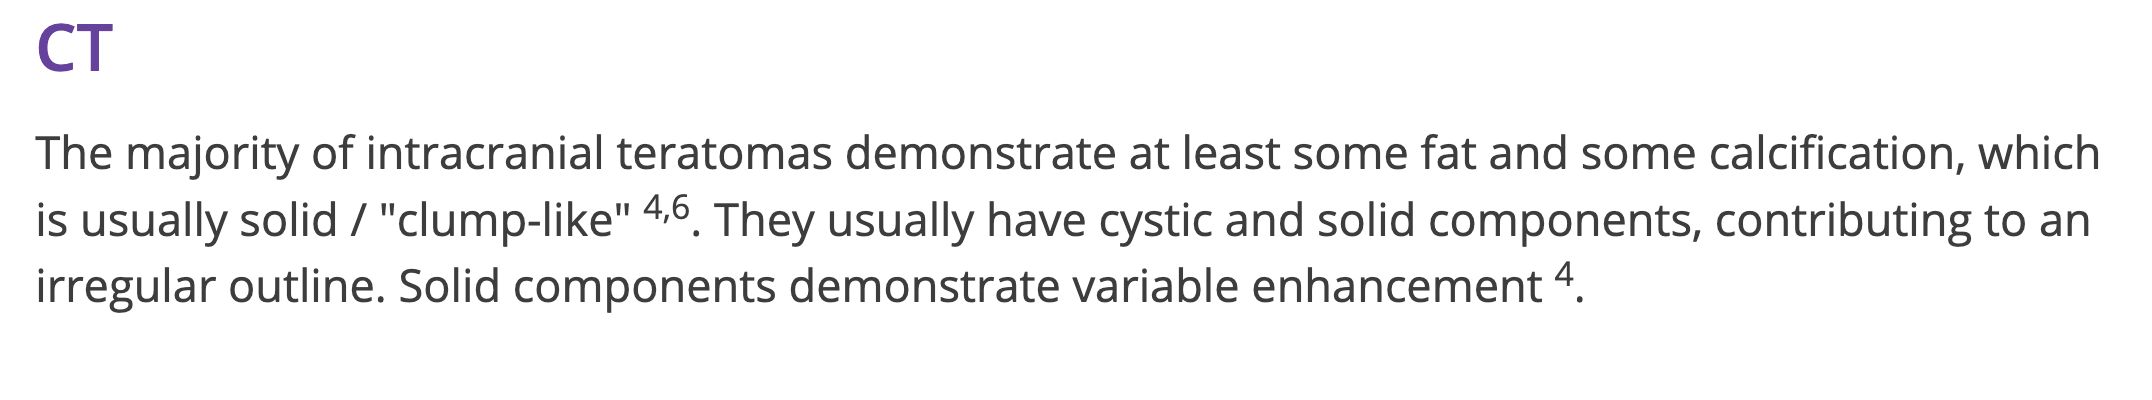 CT
The majority of intracranial teratomas demonstrate at least some fat and some calcification, which
is usually solid / "clump-like" 4,6. They usually have cystic and solid components, contributing to an
irregular outline. Solid components demonstrate variable enhancement 4.